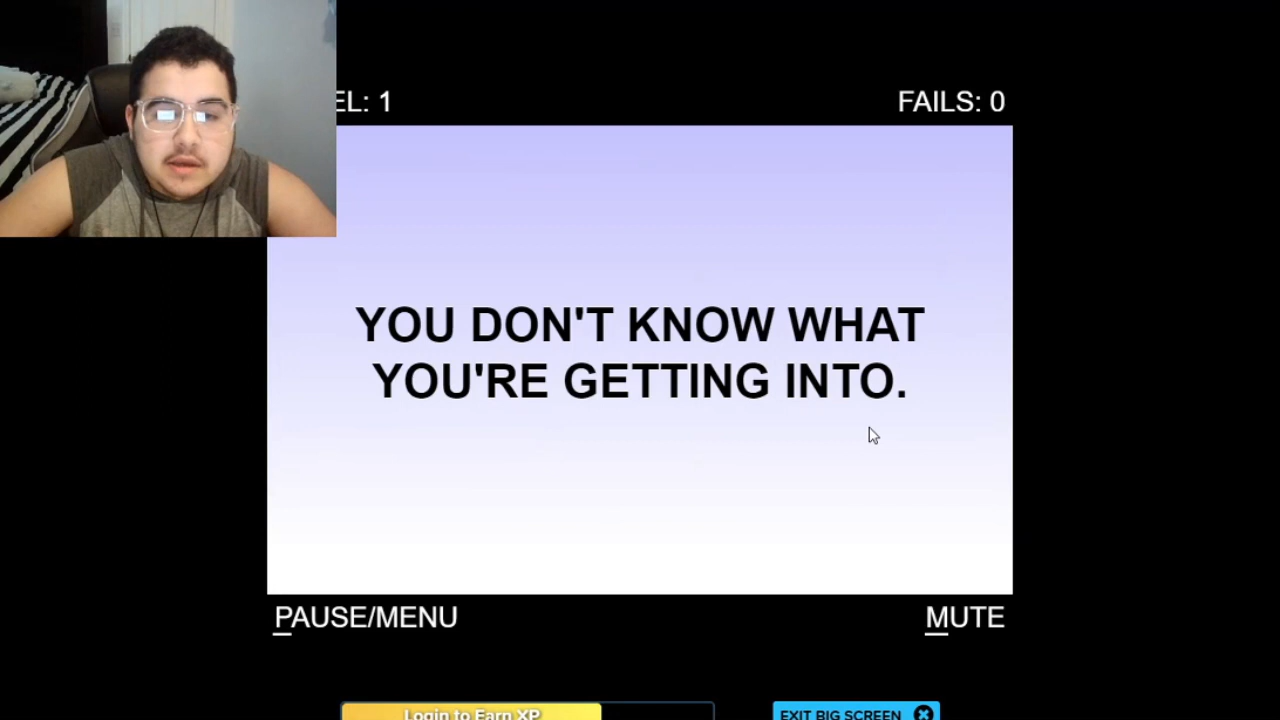 EL: 1
FAILS: 0
YOU DON'T KNOW WHAT
YOU'RE GETTING INTO.
PAUSE/MENU
MUTE
Login to Earn XP
EXIT BIG SCREEN